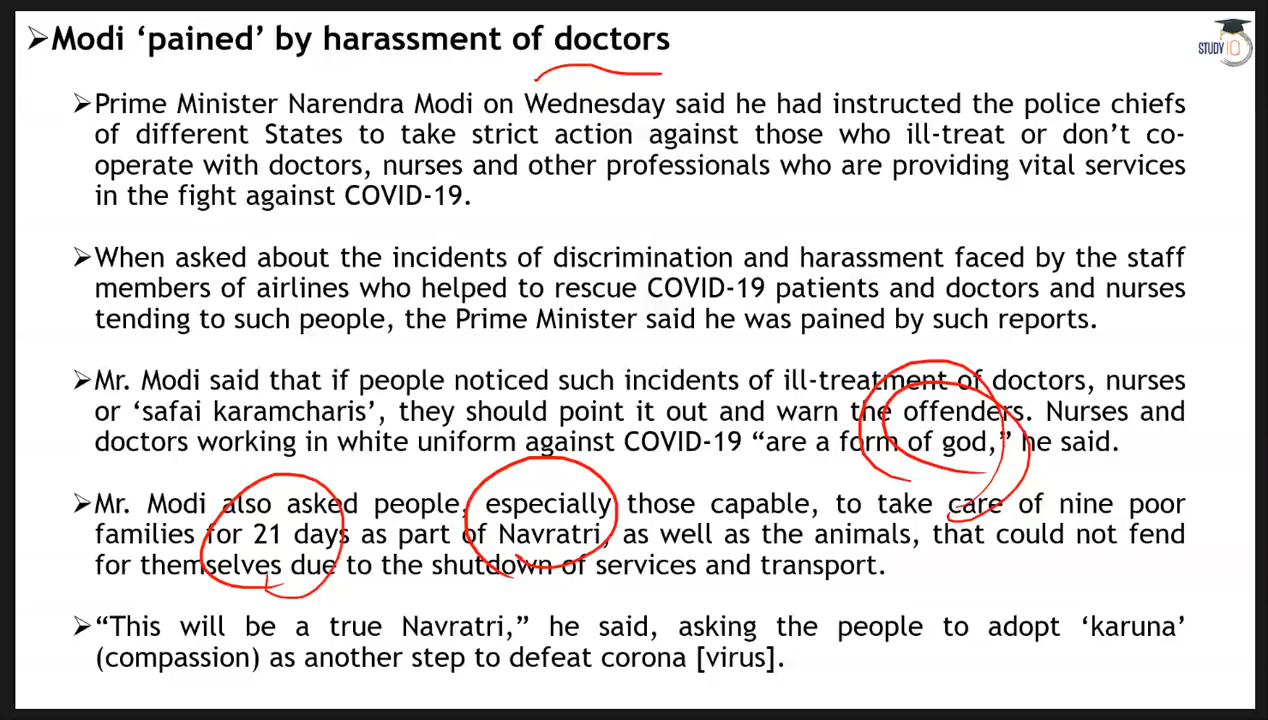 ➤Modi ‘pained’ by harassment of doctors
STUDY IQ
➤Prime Minister Narendra Modi on Wednesday said he had instructed the police chiefs
of different States to take strict action against those who ill-treat or don’t co-
operate with doctors, nurses and other professionals who are providing vital services
in the fight against COVID-19.
➤When asked about the incidents of discrimination and harassment faced by the staff
members of airlines who helped to rescue COVID-19 patients and doctors and nurses
tending to such people, the Prime Minister said he was pained by such reports.
➤Mr. Modi said that if people noticed such incidents of ill-treatment of doctors, nurses
or ‘safai karamcharis’, they should point it out and warn the offenders. Nurses and
doctors working in white uniform against COVID-19 “are a form of god,” he said.
➤Mr. Modi also asked people, especially those capable, to take care of nine poor
families for 21 days as part of Navratri, as well as the animals, that could not fend
for themselves due to the shutdown of services and transport.
➤“This will be a true Navratri,” he said, asking the people to adopt ‘karuna’
(compassion) as another step to defeat corona [virus].